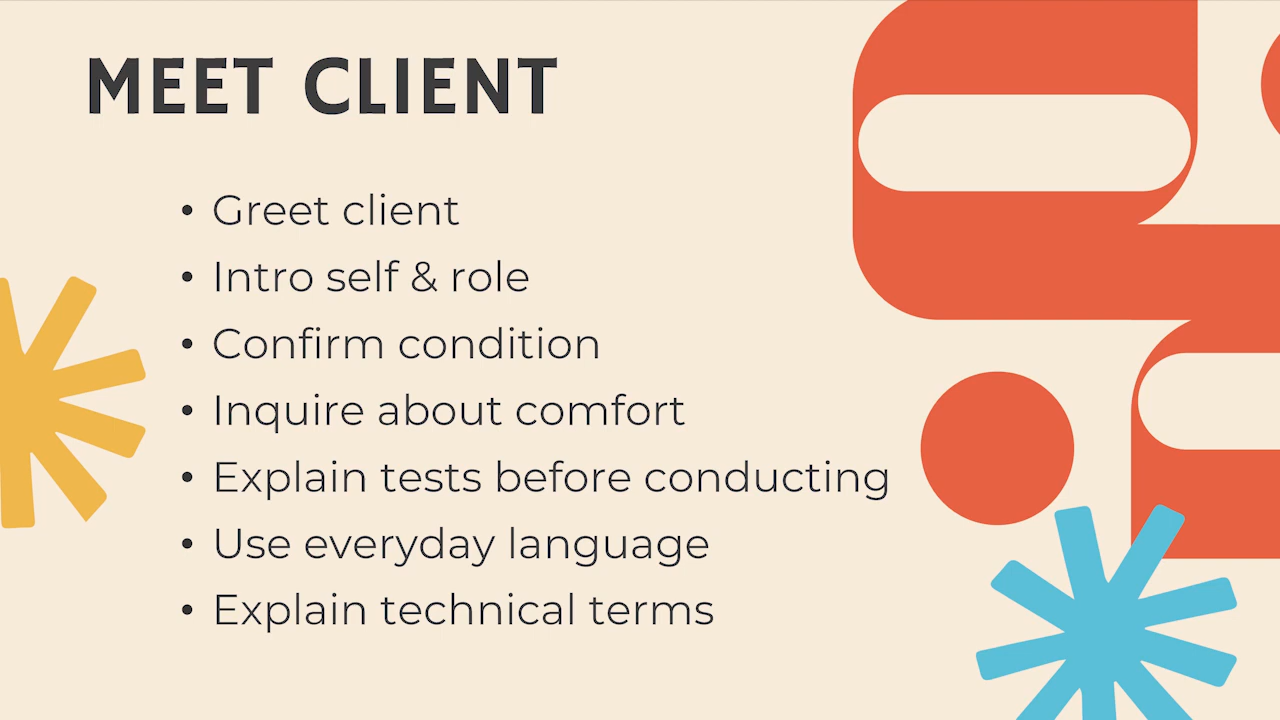 MEET CLIENT
• Greet client
• Intro self & role
• Confirm condition
• Inquire about comfort
• Explain tests before conducting
• Use everyday language
• Explain technical terms